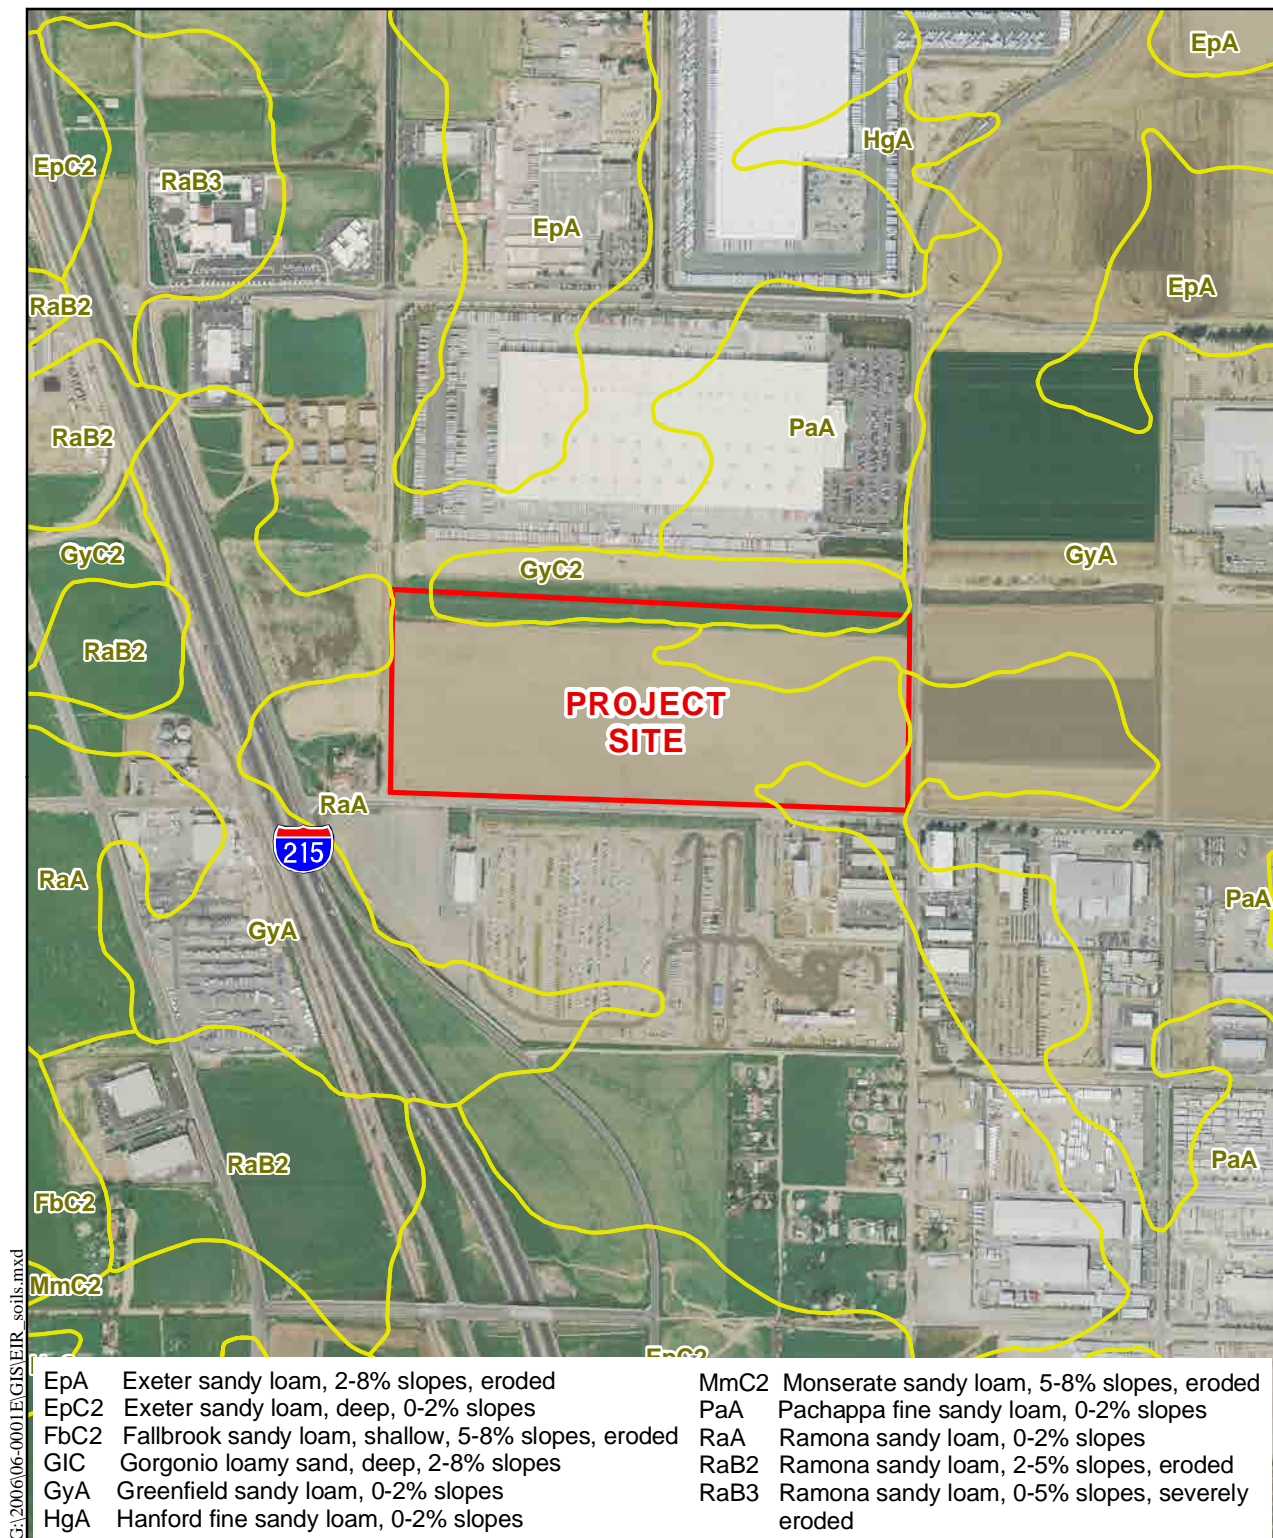 EpA
HgA
EpC2
RaB3
EpA
EpA
RaB2
PaA
RaB2
GyC2
GyC2
GyA
RaB2
PROJECT
SITE
RaA
215
RaA
PaA
GyA
RaB2
PaA
FbC2
MmC2
EpC2
G:\2006\06-0001E\GIS\EIR_soils.mxd
EpA Exeter sandy loam, 2-8% slopes, eroded
EpC2 Exeter sandy loam, deep, 0-2% slopes
FbC2 Fallbrook sandy loam, shallow, 5-8% slopes, eroded
GIC Gorgonio loamy sand, deep, 2-8% slopes
GyA Greenfield sandy loam, 0-2% slopes
HgA Hanford fine sandy loam, 0-2% slopes
MmC2 Monserate sandy loam, 5-8% slopes, eroded
PaA Pachappa fine sandy loam, 0-2% slopes
RaA Ramona sandy loam, 0-2% slopes
RaB2 Ramona sandy loam, 2-5% slopes, eroded
RaB3 Ramona sandy loam, 0-5% slopes, severely
eroded